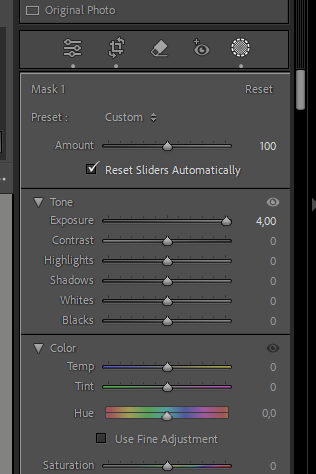 Original Photo
Mask 1 Reset
Preset : Custom
Amount 100
Reset Sliders Automatically
Tone
Exposure 4,00
Contrast 0
Highlights 0
Shadows 0
Whites 0
Blacks 0
Color
Temp 0
Tint 0
Hue 0,0
Use Fine Adjustment
Saturation 0